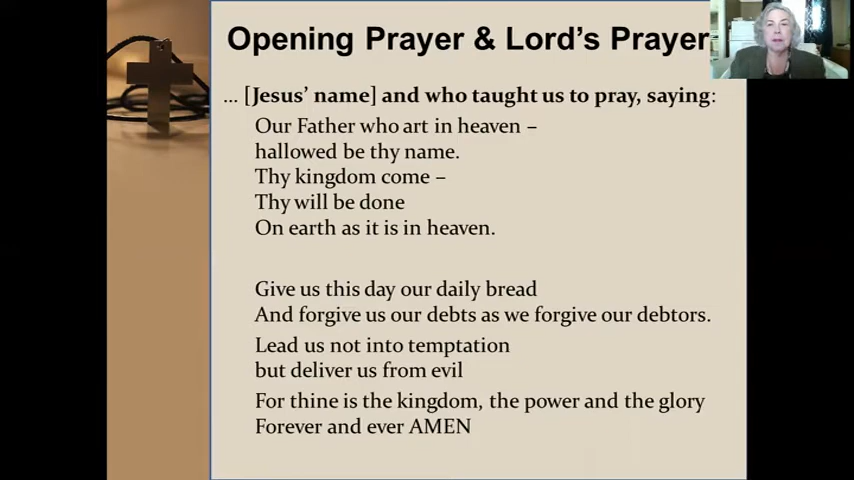 Opening Prayer & Lord's Prayer
... [Jesus' name] and who taught us to pray, saying:
Our Father who art in heaven –
hallowed be thy name.
Thy kingdom come –
Thy will be done
On earth as it is in heaven.
Give us this day our daily bread
And forgive us our debts as we forgive our debtors.
Lead us not into temptation
but deliver us from evil
For thine is the kingdom, the power and the glory
Forever and ever AMEN